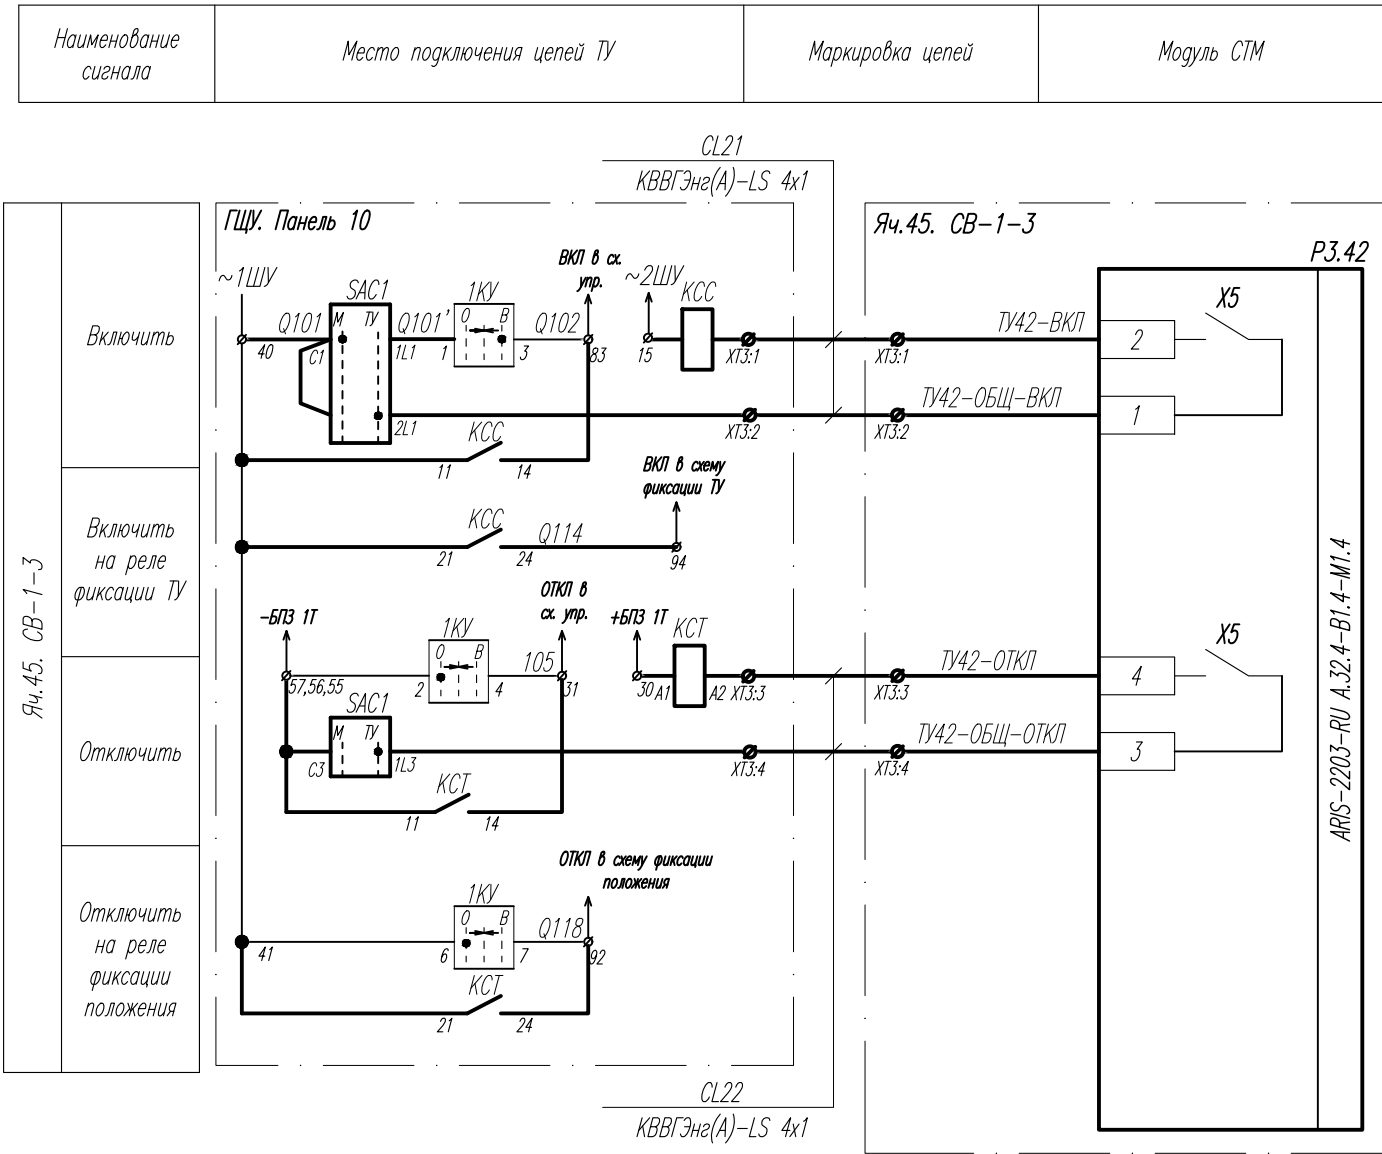 Наименование
сигнала
Место подключения цепей ТУ
Маркировка цепей
Модуль СТМ
CL21
КВВГЭнг(А)-LS 4х1
Яч.45. СВ-1-3
Включить
Включить
на реле
фиксации ТУ
Отключить
Отключить
на реле
фиксации
положения
ГЩУ. Панель 10
~1ШУ
SAC1
1КУ
ВКЛ в сх.
упр.
~2ШУ
КСС
Q101
М ТУ
Q101'
О В
Q102
40
С1
1L1
1
3
83
15
ХТ3:1
2L1
ХТ3:2
КСС
11
14
ВКЛ в схему
фиксации ТУ
КСС
Q114
21
24
94
ОТКЛ в
сх. упр.
-БПЗ 1Т
1КУ
+БПЗ 1Т
КСТ
О В
105
57,56,55
2
4
31
30
А1
А2
ХТ3:3
SAC1
М ТУ
С3
1L3
ХТ3:4
КСТ
11
14
ОТКЛ в схему фиксации
положения
1КУ
О В
Q118
41
6
7
92
КСТ
21
24
CL22
КВВГЭнг(А)-LS 4х1
Яч.45. СВ-1-3
Р3.42
Х5
ТУ42-ВКЛ
2
ХТ3:1
ТУ42-ОБЩ-ВКЛ
1
ХТ3:2
Х5
ТУ42-ОТКЛ
4
ХТ3:3
ТУ42-ОБЩ-ОТКЛ
3
ХТ3:4
ARIS-2203-RU A.32.4-B1.4-M1.4